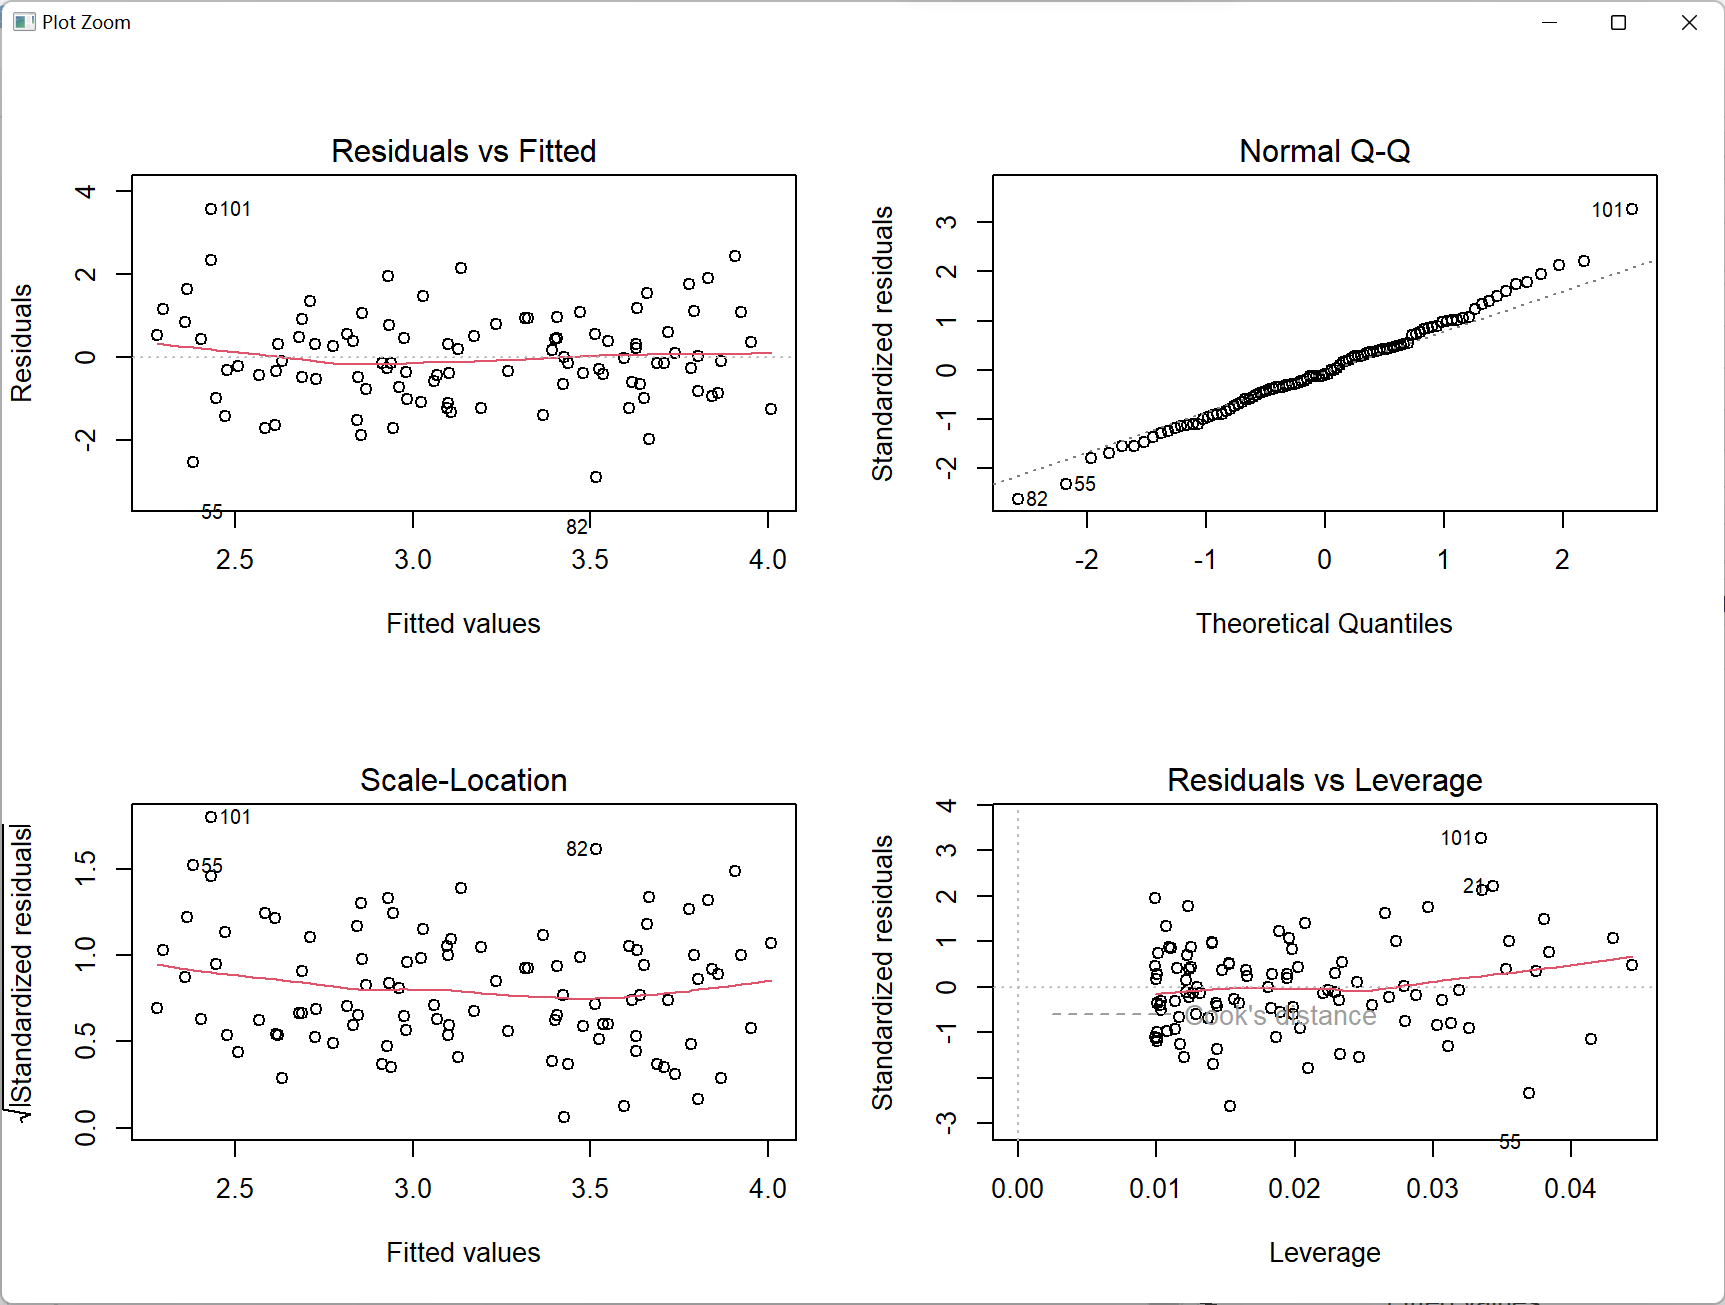 Plot Zoom
Residuals vs Fitted
Residuals
4
2
0
-2
101
55
82
2.5 3.0 3.5 4.0
Fitted values
Normal Q-Q
Standardized residuals
3
2
1
0
-1
-2
101
82
55
-2 -1 0 1 2
Theoretical Quantiles
Scale-Location
√|Standardized residuals|
1.5
1.0
0.5
0.0
101
82
55
2.5 3.0 3.5 4.0
Fitted values
Residuals vs Leverage
Standardized residuals
4
3
2
1
0
-1
-3
101
21
Cook's distance
55
0.00 0.01 0.02 0.03 0.04
Leverage